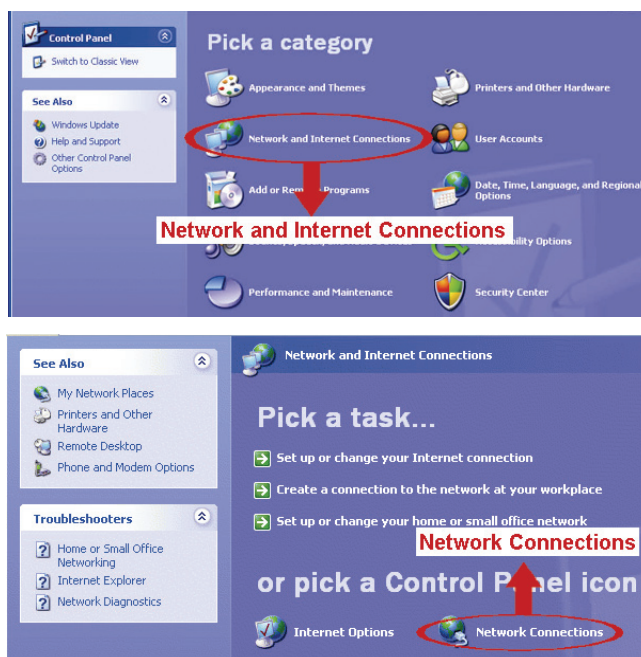 Control Panel
Switch to Classic View
See Also
Windows Update
Help and Support
Other Control Panel
Options
Pick a category
Appearance and Themes
Printers and Other Hardware
Network and Internet Connections
User Accounts
Add or Programs
Date, Time, Language, and Regional
Options
Network and Internet Connections
Options
Performance and Maintenance
Security Center
See Also
My Network Places
Printers and Other
Hardware
Remote Desktop
Phone and Modem Options
Troubleshooters
Home or Small Office
Networking
Internet Explorer
Network Diagnostics
Network and Internet Connections
Pick a task...
Set up or change your Internet connection
Create a connection to the network at your workplace
Set up or change your home or small office network
Network Connections
or pick a Control Panel icon
Internet Options
Network Connections